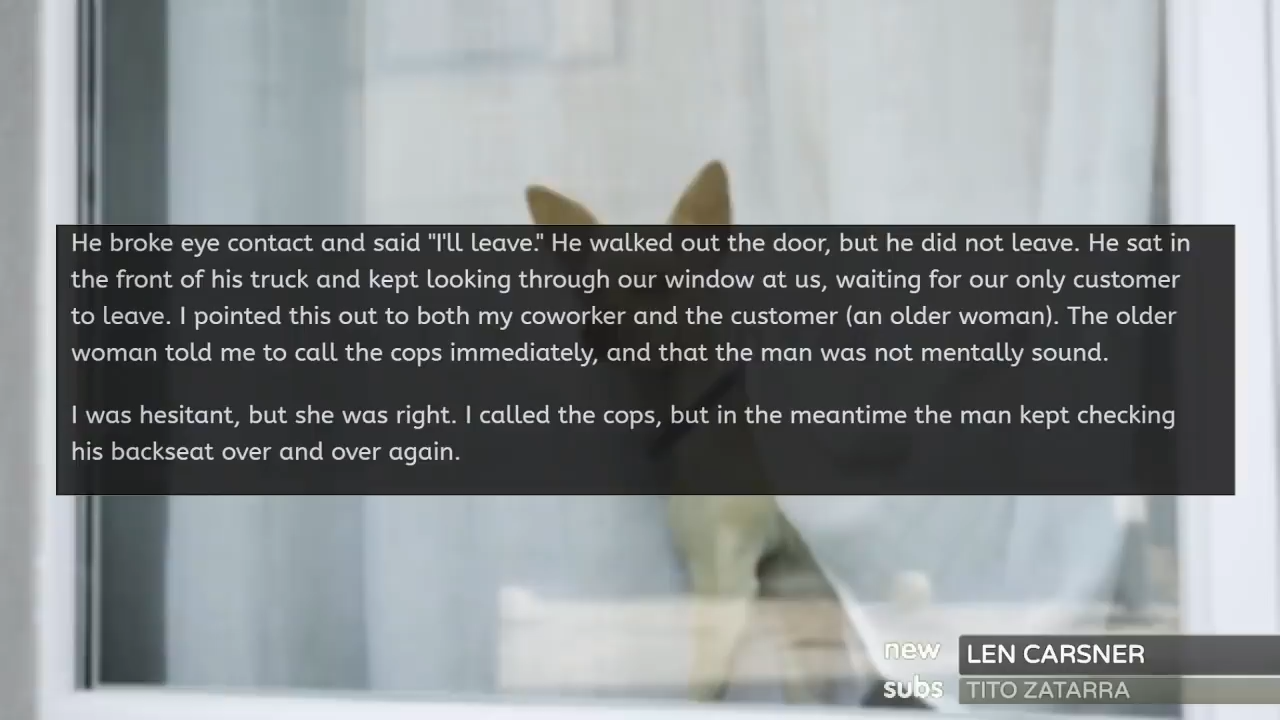 He broke eye contact and said "I'll leave." He walked out the door, but he did not leave. He sat in
the front of his truck and kept looking through our window at us, waiting for our only customer
to leave. I pointed this out to both my coworker and the customer (an older woman). The older
woman told me to call the cops immediately, and that the man was not mentally sound.
I was hesitant, but she was right. I called the cops, but in the meantime the man kept checking
his backseat over and over again.
new LEN CARSNER
subs TITO ZATARRA